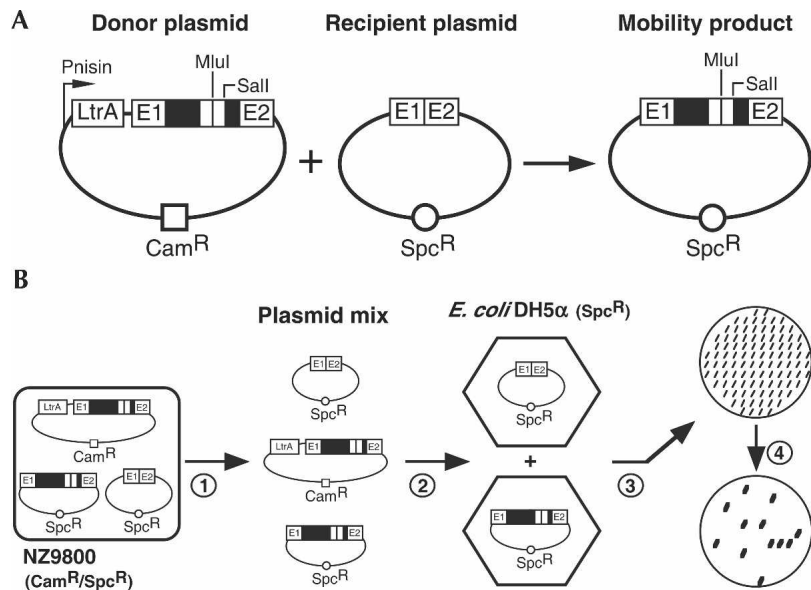 A
Donor plasmid
Recipient plasmid
Mobility product
Pnisin
MluI
SalI
LtrA
E1
E2
CamR
+
E1 E2
SpcR
MluI
SalI
E1
E2
SpcR
B
Plasmid mix
E. coli DH5α (SpcR)
LtrA
E1
E2
CamR
E1
E2
SpcR
E1 E2
SpcR
NZ9800
(CamR/SpcR)
1
E1 E2
SpcR
LtrA
E1
E2
CamR
E1
E2
SpcR
2
E1 E2
SpcR
+
E1
E2
SpcR
3
4